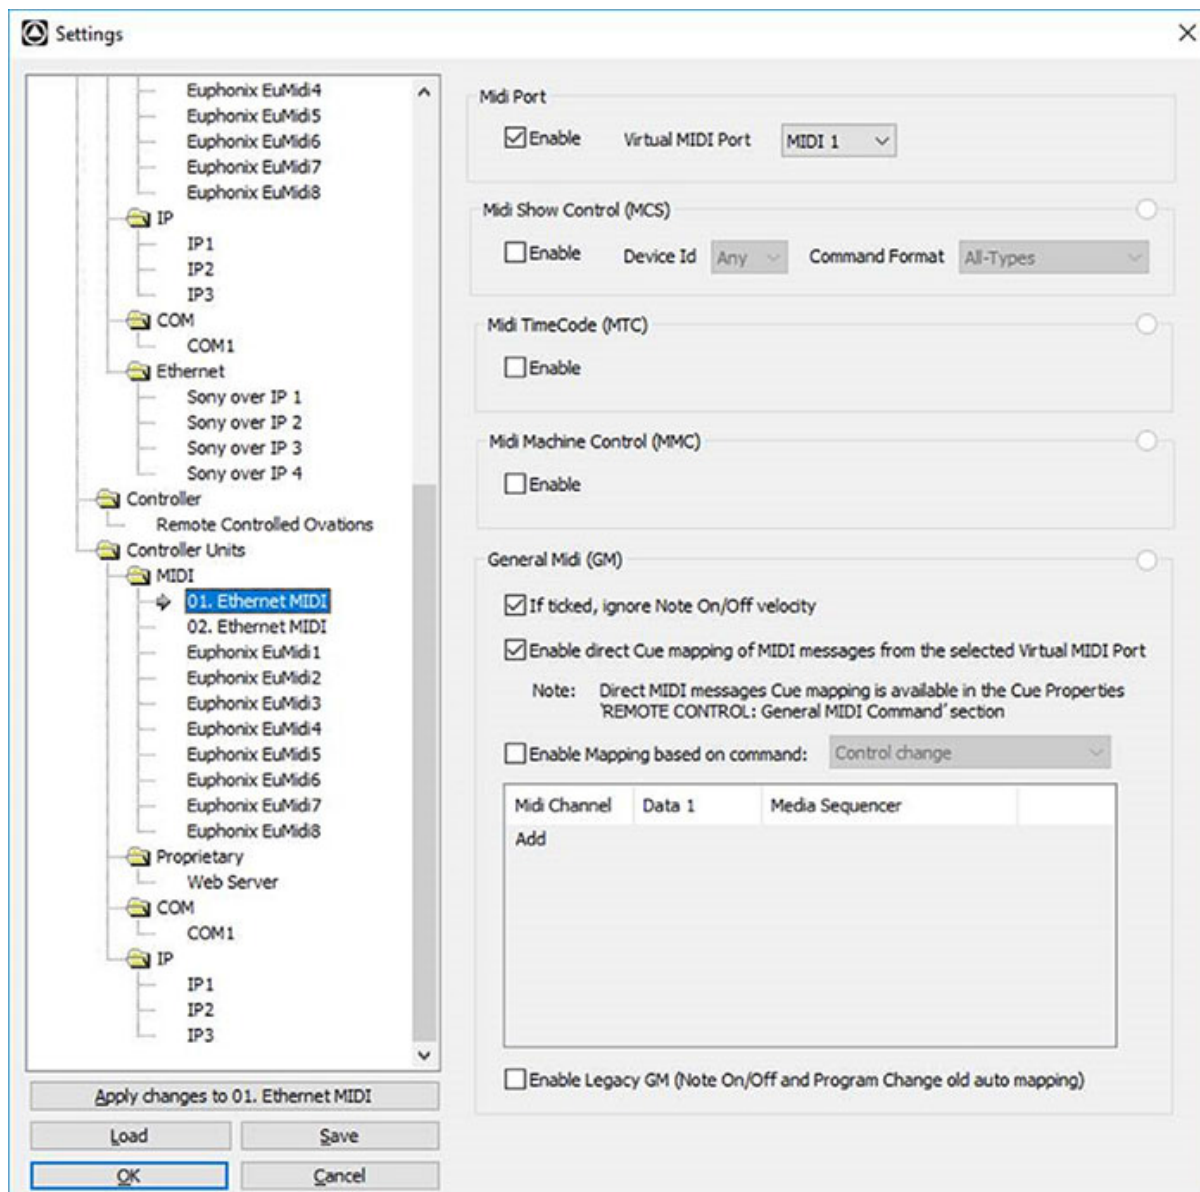 Settings
Euphonix EuMidi4
Euphonix EuMidi5
Euphonix EuMidi6
Euphonix EuMidi7
Euphonix EuMidi8
IP
IP1
IP2
IP3
COM
COM1
Ethernet
Sony over IP 1
Sony over IP 2
Sony over IP 3
Sony over IP 4
Controller
Remote Controlled Ovations
Controller Units
MIDI
01. Ethernet MIDI
02. Ethernet MIDI
Euphonix EuMidi1
Euphonix EuMidi2
Euphonix EuMidi3
Euphonix EuMidi4
Euphonix EuMidi5
Euphonix EuMidi6
Euphonix EuMidi7
Euphonix EuMidi8
Proprietary
Web Server
COM
COM1
IP
IP1
IP2
IP3
Apply changes to 01. Ethernet MIDI
Load Save
OK Cancel
Midi Port
Enable Virtual MIDI Port MIDI 1
Midi Show Control (MCS)
Enable Device Id Any Command Format All-Types
Midi TimeCode (MTC)
Enable
Midi Machine Control (MMC)
Enable
General Midi (GM)
If ticked, ignore Note On/Off velocity
Enable direct Cue mapping of MIDI messages from the selected Virtual MIDI Port
Note: Direct MIDI messages Cue mapping is available in the Cue Properties
'REMOTE CONTROL: General MIDI Command' section
Enable Mapping based on command: Control change
Midi Channel Data 1 Media Sequencer
Add
Enable Legacy GM (Note On/Off and Program Change old auto mapping)